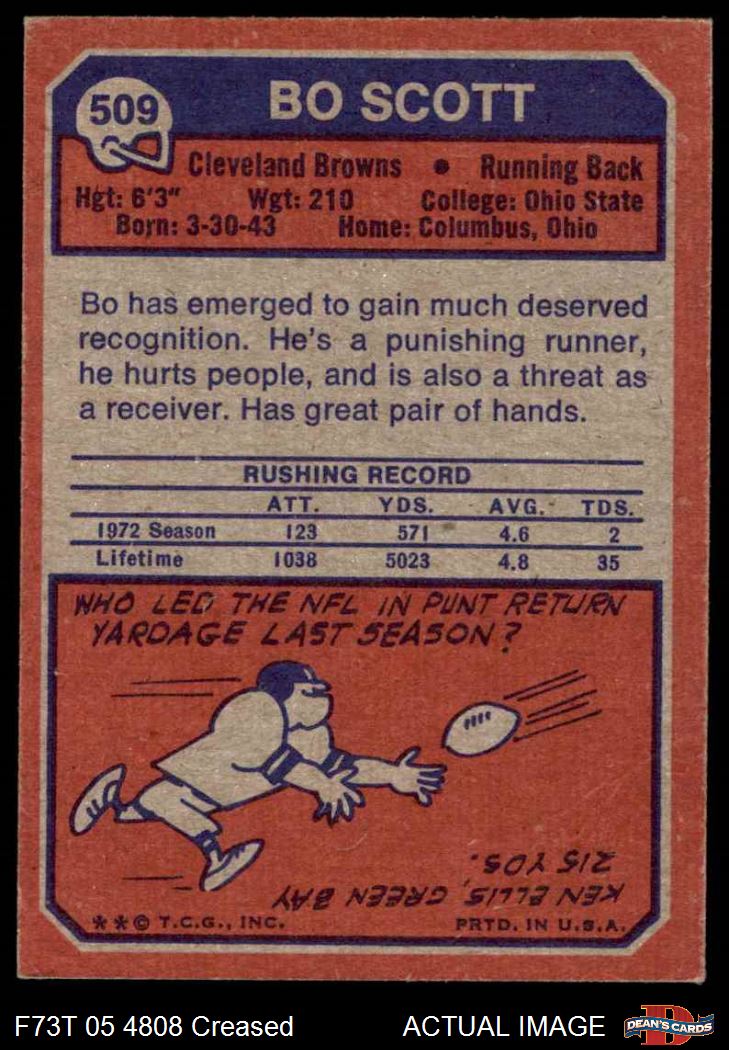 509
BO SCOTT
Cleveland Browns • Running Back
Hgt: 6'3" Wgt: 210 College: Ohio State
Born: 3-30-43 Home: Columbus, Ohio
Bo has emerged to gain much deserved
recognition. He's a punishing runner,
he hurts people, and is also a threat as
a receiver. Has great pair of hands.
RUSHING RECORD
ATT. YDS. AVG. TDS.
1972 Season 123 571 4.6 2
Lifetime 1038 5023 4.8 35
WHO LED THE NFL IN PUNT RETURN
YARDAGE LAST SEASON?
KEN ELLIS, GREEN BAY
215 YDS.
**© T.C.G., INC. PRTD. IN U.S.A.
F73T 05 4808 Creased ACTUAL IMAGE
D
DEAN'S CARDS